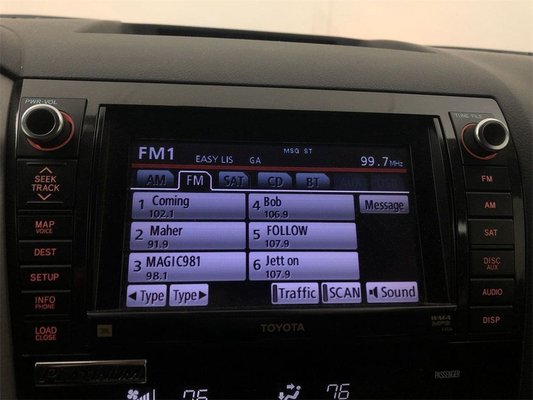 PWR·VOL
TUNE·FILE
SEEK
TRACK
MAP
VOICE
DEST
SETUP
INFO
PHONE
LOAD
CLOSE
FM1
EASY LIS GA
MSG ST
99.7MHz
AM FM SAT CD BT
1 Coming
102.1
4 Bob
106.9
Message
2 Maher
91.9
5 FOLLOW
107.9
3 MAGIC981
98.1
6 Jett on
107.9
◄Type Type► Traffic SCAN Sound
JBL
TOYOTA
WMA
MP3
FM
AM
SAT
DISC
AUX
AUDIO
DISP
PASSENGER
76 76